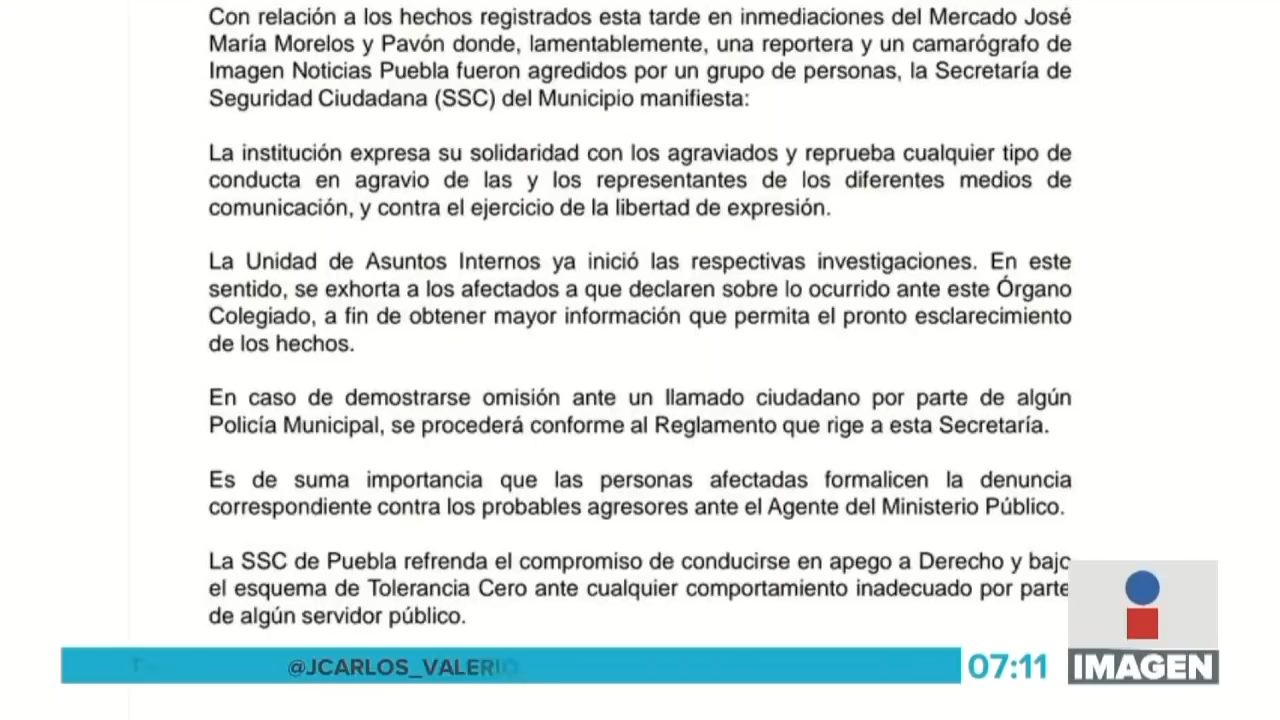 Con relación a los hechos registrados esta tarde en inmediaciones del Mercado José
María Morelos y Pavón donde, lamentablemente, una reportera y un camarógrafo de
Imagen Noticias Puebla fueron agredidos por un grupo de personas, la Secretaría de
Seguridad Ciudadana (SSC) del Municipio manifiesta:
La institución expresa su solidaridad con los agraviados y reprueba cualquier tipo de
conducta en agravio de las y los representantes de los diferentes medios de
comunicación, y contra el ejercicio de la libertad de expresión.
La Unidad de Asuntos Internos ya inició las respectivas investigaciones. En este
sentido, se exhorta a los afectados a que declaren sobre lo ocurrido ante este Órgano
Colegiado, a fin de obtener mayor información que permita el pronto esclarecimiento
de los hechos.
En caso de demostrarse omisión ante un llamado ciudadano por parte de algún
Policía Municipal, se procederá conforme al Reglamento que rige a esta Secretaría.
Es de suma importancia que las personas afectadas formalicen la denuncia
correspondiente contra los probables agresores ante el Agente del Ministerio Público.
La SSC de Puebla refrenda el compromiso de conducirse en apego a Derecho y bajo
el esquema de Tolerancia Cero ante cualquier comportamiento inadecuado por parte
de algún servidor público.
@JCARLOS_VALERIO
07:11
IMAGEN